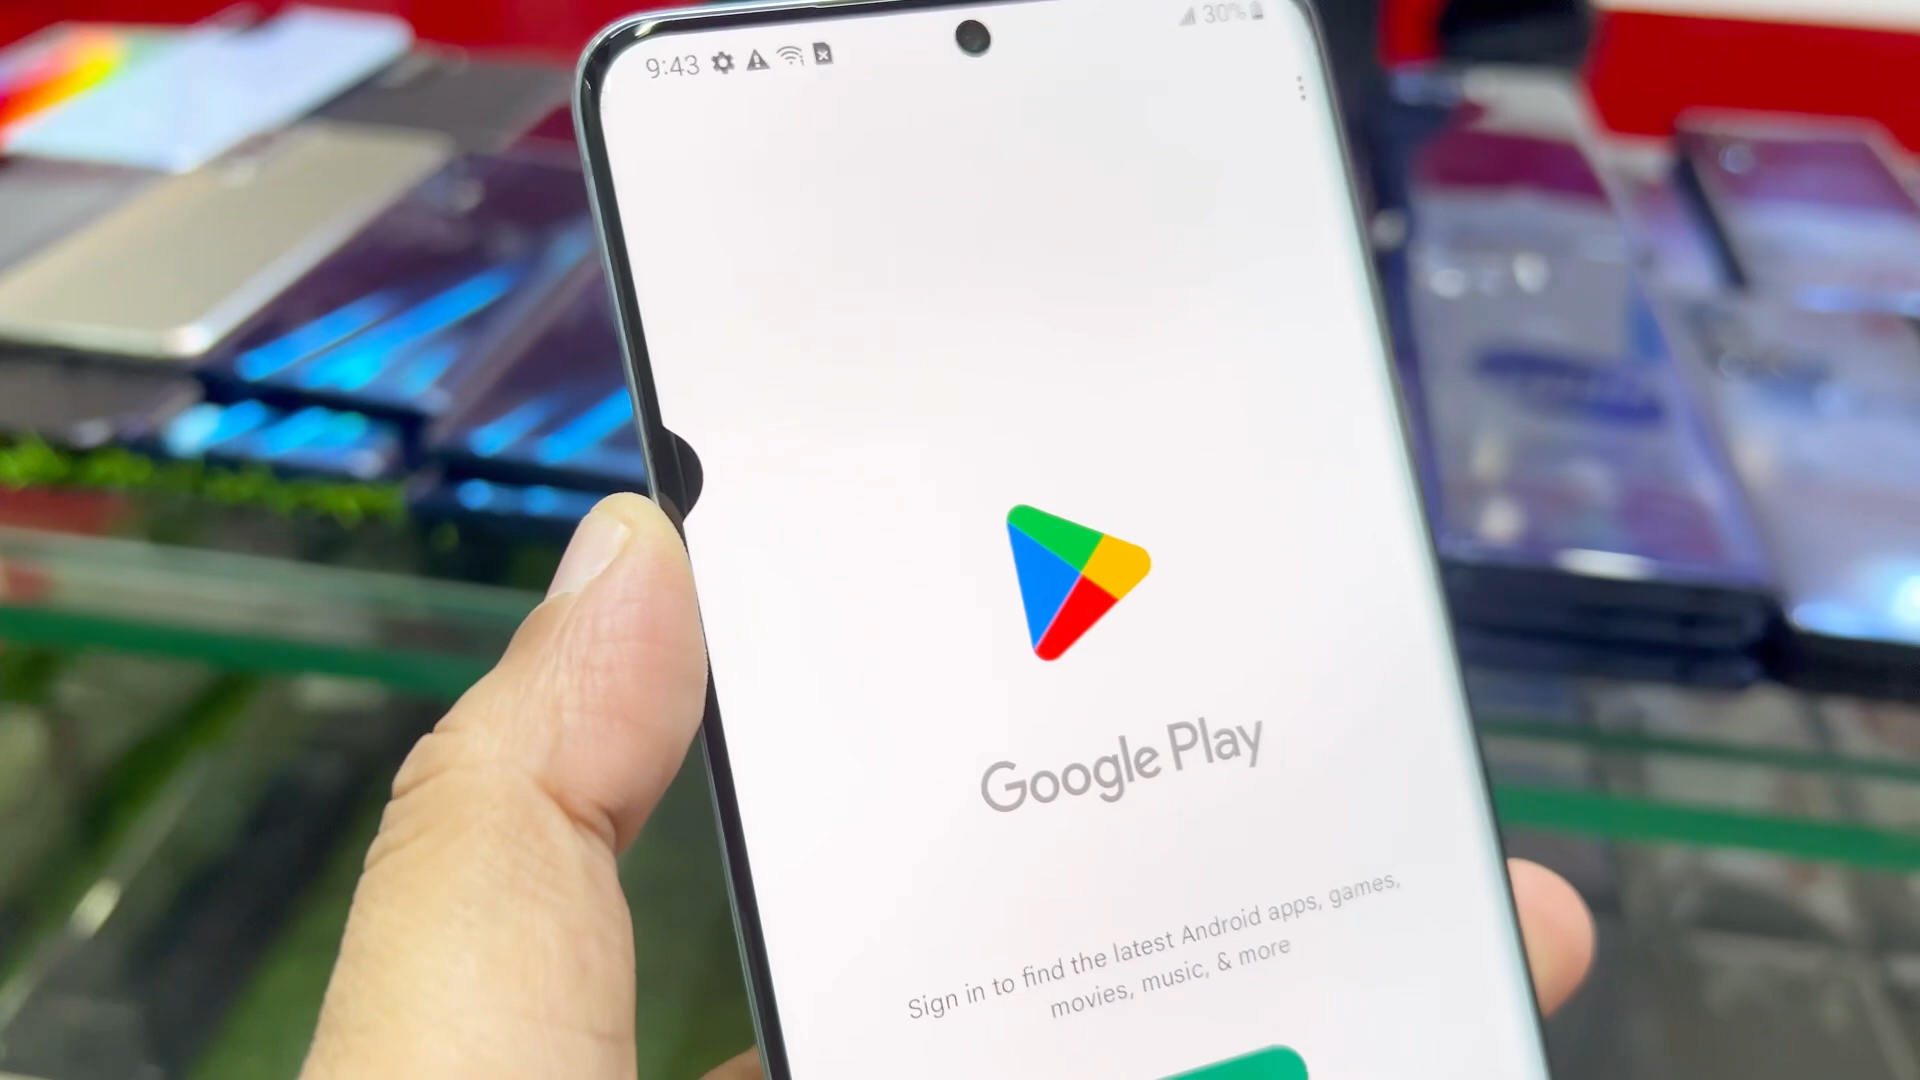 9:43
30%
Google Play
Sign in to find the latest Android apps, games,
movies, music, & more